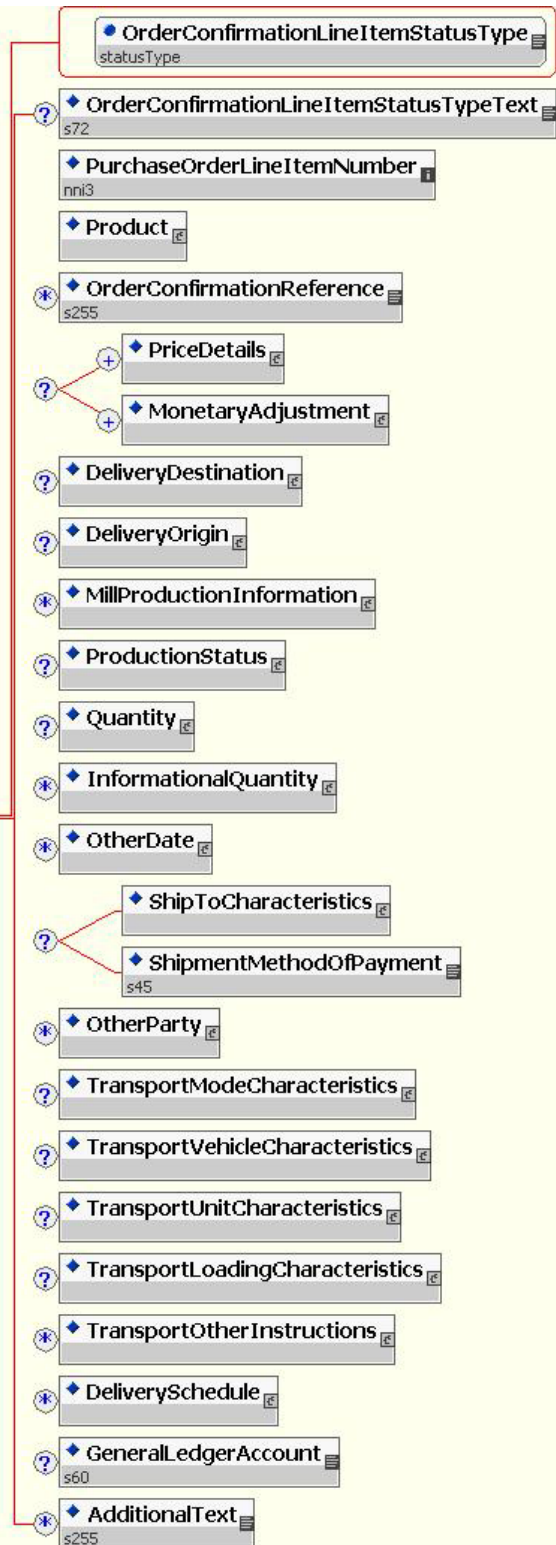 OrderConfirmationLineItemStatusType
statusType
? OrderConfirmationLineItemStatusTypeText
s72
PurchaseOrderLineItemNumber
nni3
Product
* OrderConfirmationReference
s255
+ PriceDetails
?
+ MonetaryAdjustment
? DeliveryDestination
? DeliveryOrigin
* MillProductionInformation
? ProductionStatus
? Quantity
* InformationalQuantity
* OtherDate
ShipToCharacteristics
?
ShipmentMethodOfPayment
s45
* OtherParty
? TransportModeCharacteristics
? TransportVehicleCharacteristics
? TransportUnitCharacteristics
? TransportLoadingCharacteristics
* TransportOtherInstructions
* DeliverySchedule
? GeneralLedgerAccount
s60
* AdditionalText
s255